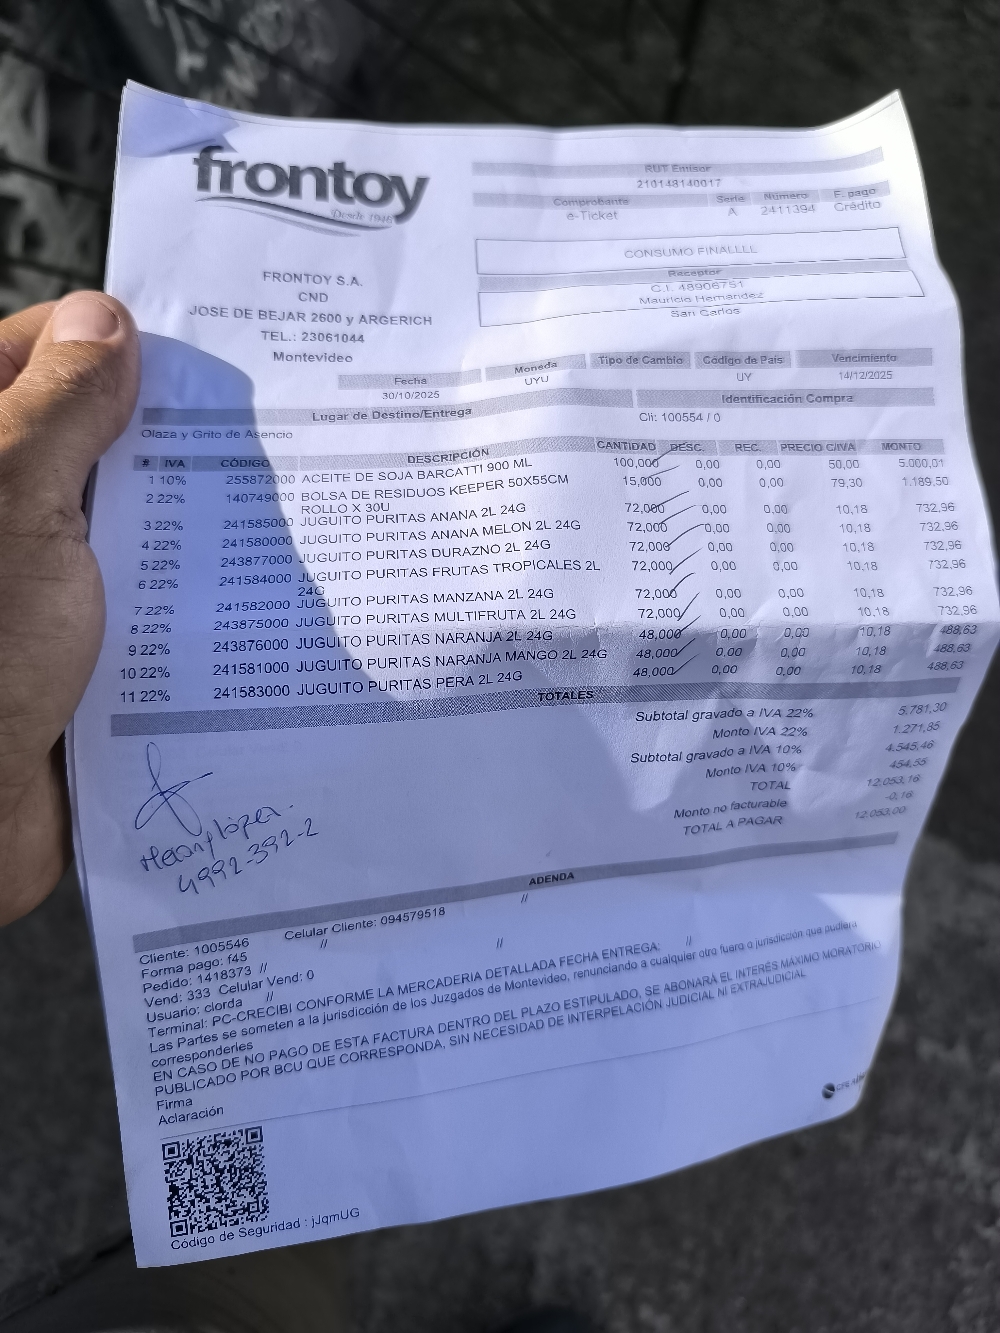 frontoy
Desde 1946
FRONTOY S.A.
CND
JOSE DE BEJAR 2600 y ARGERICH
TEL.: 23061044
Montevideo
RUT Emisor
210148140017
Comprobante Serie Número F. pago
e-Ticket A 2411394 Crédito
CONSUMO FINALLLL
Receptor
C.I. 48906751
Mauricio Hernandez
San Carlos
Fecha Moneda Tipo de Cambio Código de País Vencimiento
30/10/2025 UYU UY 14/12/2025
Lugar de Destino/Entrega Identificación Compra
Olaza y Grito de Asencio Cli: 100554 / 0
# IVA CÓDIGO DESCRIPCIÓN CANTIDAD DESC. REC. PRECIO C/IVA MONTO
1 10% 255872000 ACEITE DE SOJA BARCATTI 900 ML 100,000 0,00 0,00 50,00 5.000,01
2 22% 140749000 BOLSA DE RESIDUOS KEEPER 50X55CM 15,000 0,00 0,00 79,30 1.189,50
ROLLO X 30U
3 22% 241585000 JUGUITO PURITAS ANANA 2L 24G 72,000 0,00 0,00 10,18 732,96
4 22% 241580000 JUGUITO PURITAS ANANA MELON 2L 24G 72,000 0,00 0,00 10,18 732,96
5 22% 243877000 JUGUITO PURITAS DURAZNO 2L 24G 72,000 0,00 0,00 10,18 732,96
6 22% 241584000 JUGUITO PURITAS FRUTAS TROPICALES 2L 72,000 0,00 0,00 10,18 732,96
24G
7 22% 241582000 JUGUITO PURITAS MANZANA 2L 24G 72,000 0,00 0,00 10,18 732,96
8 22% 243875000 JUGUITO PURITAS MULTIFRUTA 2L 24G 72,000 0,00 0,00 10,18 732,96
9 22% 243876000 JUGUITO PURITAS NARANJA 2L 24G 48,000 0,00 0,00 10,18 488,63
10 22% 241581000 JUGUITO PURITAS NARANJA MANGO 2L 24G 48,000 0,00 0,00 10,18 488,63
11 22% 241583000 JUGUITO PURITAS PERA 2L 24G 48,000 0,00 0,00 10,18 488,63
TOTALES
Subtotal gravado a IVA 22% 5.781,30
Monto IVA 22% 1.271,85
Subtotal gravado a IVA 10% 4.545,46
Monto IVA 10% 454,55
TOTAL 12.053,16
Monto no facturable -0,16
TOTAL A PAGAR 12.053,00
lópez
4992-392-2
ADENDA
Cliente: 1005546 Celular Cliente: 094579518 //
Forma pago: f45 // // //
Pedido: 1418373 //
Vend: 333 Celular Vend: 0
Usuario: clorda //
Terminal: PC-CRECIBI CONFORME LA MERCADERIA DETALLADA FECHA ENTREGA:
Las Partes se someten a la jurisdicción de los Juzgados de Montevideo, renunciando a cualquier otro fuero o jurisdicción que pudiera
corresponderles
EN CASO DE NO PAGO DE ESTA FACTURA DENTRO DEL PLAZO ESTIPULADO, SE ABONARÁ EL INTERÉS MÁXIMO MORATORIO
PUBLICADO POR BCU QUE CORRESPONDA, SIN NECESIDAD DE INTERPELACIÓN JUDICIAL NI EXTRAJUDICIAL
Firma
Aclaración
Código de Seguridad : jJqmUG